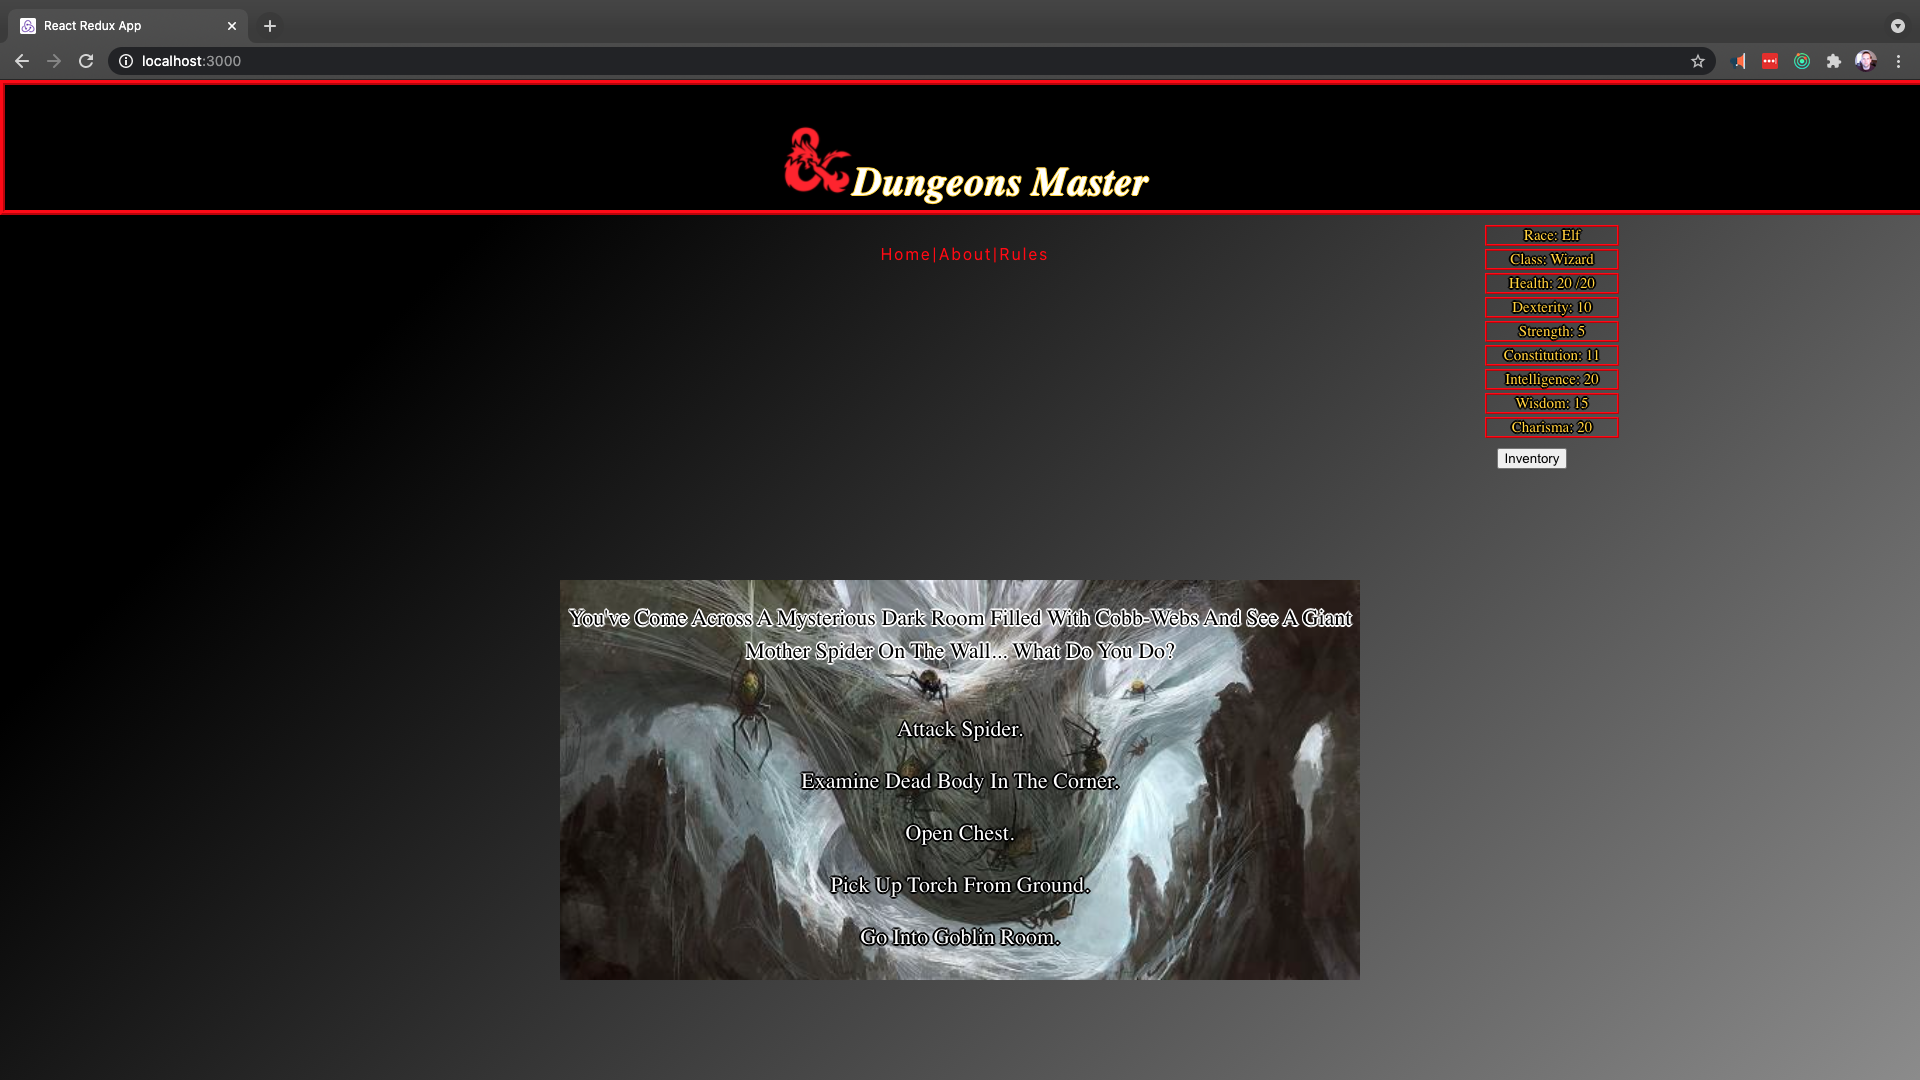 React Redux App
localhost:3000
Dungeons Master
Home|About|Rules
Race: Elf
Class: Wizard
Health: 20 /20
Dexterity: 10
Strength: 5
Constitution: 11
Intelligence: 20
Wisdom: 15
Charisma: 20
Inventory
You've Come Across A Mysterious Dark Room Filled With Cobb-Webs And See A Giant
Mother Spider On The Wall... What Do You Do?
Attack Spider.
Examine Dead Body In The Corner.
Open Chest.
Pick Up Torch From Ground.
Go Into Goblin Room.